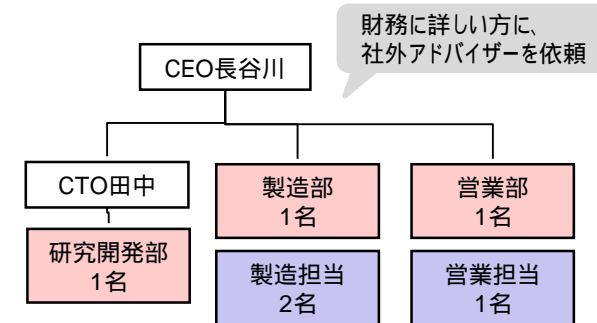 財務に詳しい方に、
社外アドバイザーを依頼
CEO長谷川
CTO田中
研究開発部
1名
製造部
1名
製造担当
2名
営業部
1名
営業担当
1名